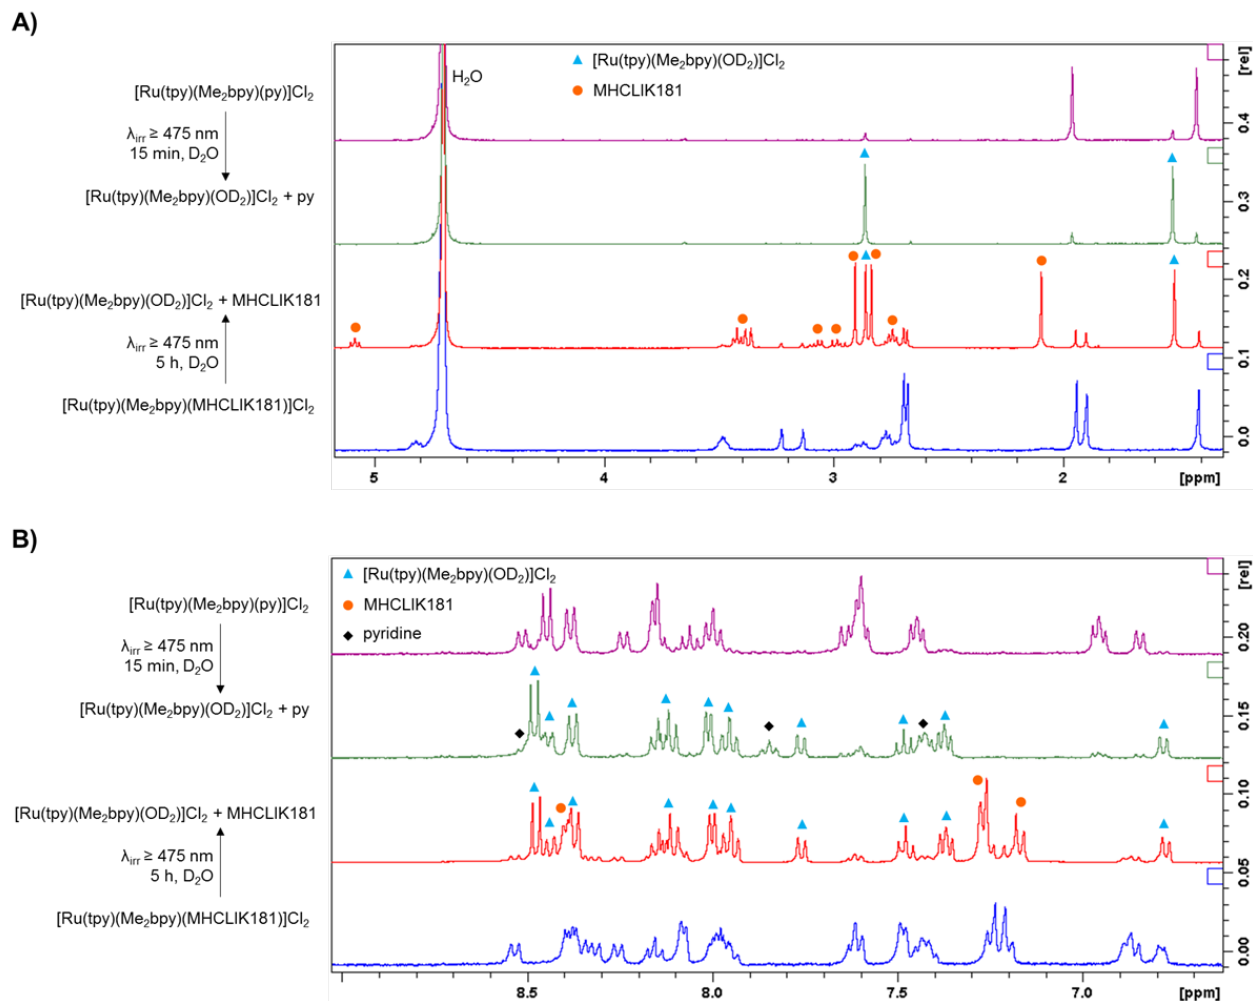 A)
[Ru(tpy)(Me₂bpy)(py)]Cl₂
λirr ≥ 475 nm
15 min, D₂O
[Ru(tpy)(Me₂bpy)(OD₂)]Cl₂ + py
[Ru(tpy)(Me₂bpy)(OD₂)]Cl₂ + MHCLIK181
λirr ≥ 475 nm
5 h, D₂O
[Ru(tpy)(Me₂bpy)(MHCLIK181)]Cl₂
H₂O
[Ru(tpy)(Me₂bpy)(OD₂)]Cl₂
MHCLIK181
[rel]
0.4
0.3
0.2
0.1
0.0
5 4 3 2 [ppm]
B)
[Ru(tpy)(Me₂bpy)(py)]Cl₂
λirr ≥ 475 nm
15 min, D₂O
[Ru(tpy)(Me₂bpy)(OD₂)]Cl₂ + py
[Ru(tpy)(Me₂bpy)(OD₂)]Cl₂ + MHCLIK181
λirr ≥ 475 nm
5 h, D₂O
[Ru(tpy)(Me₂bpy)(MHCLIK181)]Cl₂
[Ru(tpy)(Me₂bpy)(OD₂)]Cl₂
MHCLIK181
pyridine
[rel]
0.20
0.15
0.10
0.05
0.00
8.5 8.0 7.5 7.0 [ppm]